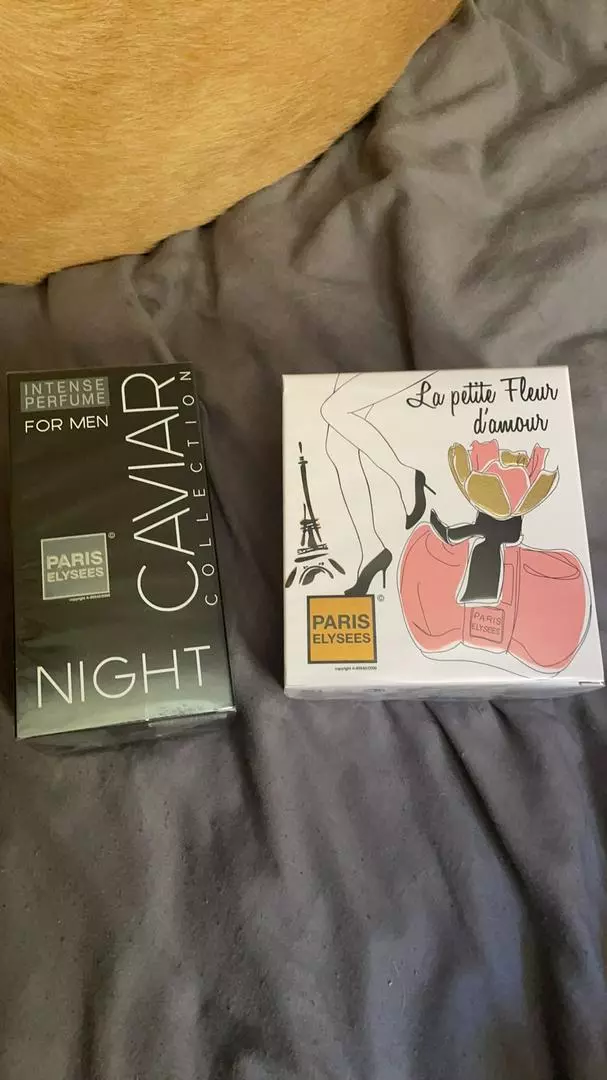 INTENSE
PERFUME
FOR MEN
CAVIAR
COLLECTION
PARIS
ELYSEES
©
NIGHT
La petite Fleur
d'amour
PARIS
ELYSEES
©
PARIS
ELYSEES